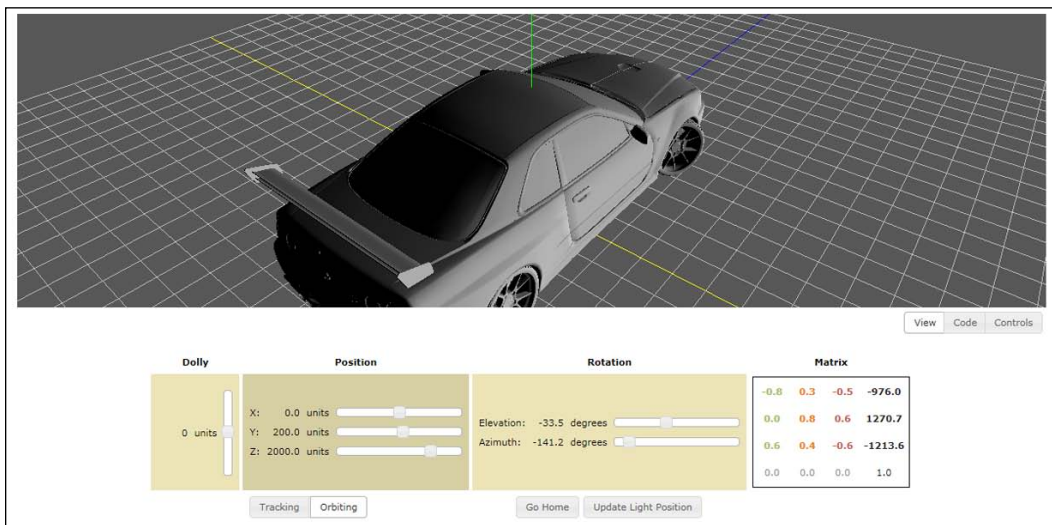 View Code Controls
Dolly Position Rotation Matrix
-0.8 0.3 -0.5 -976.0
X: 0.0 units
Elevation: -33.5 degrees
0.0 0.8 0.6 1270.7
0 units Y: 200.0 units
Azimuth: -141.2 degrees
0.6 0.4 -0.6 -1213.6
Z: 2000.0 units
0.0 0.0 0.0 1.0
Tracking Orbiting Go Home Update Light Position